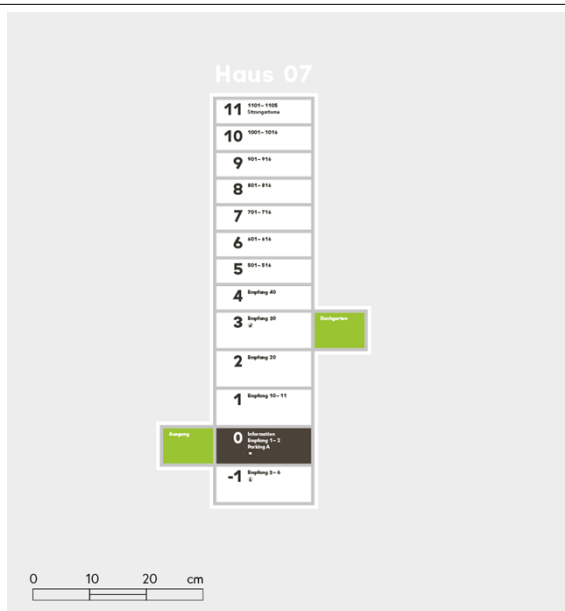 Haus 07
11 1101–1105
Sitzungsräume
10 1001–1016
9 901–916
8 801–816
7 701–716
6 601–616
5 501–516
4 Empfang 40
3 Empfang 30
Dachgarten
2 Empfang 20
1 Empfang 10–11
Ausgang
0 Information
Empfang 1–2
Parking A
-1 Empfang 3–6
0 10 20 cm